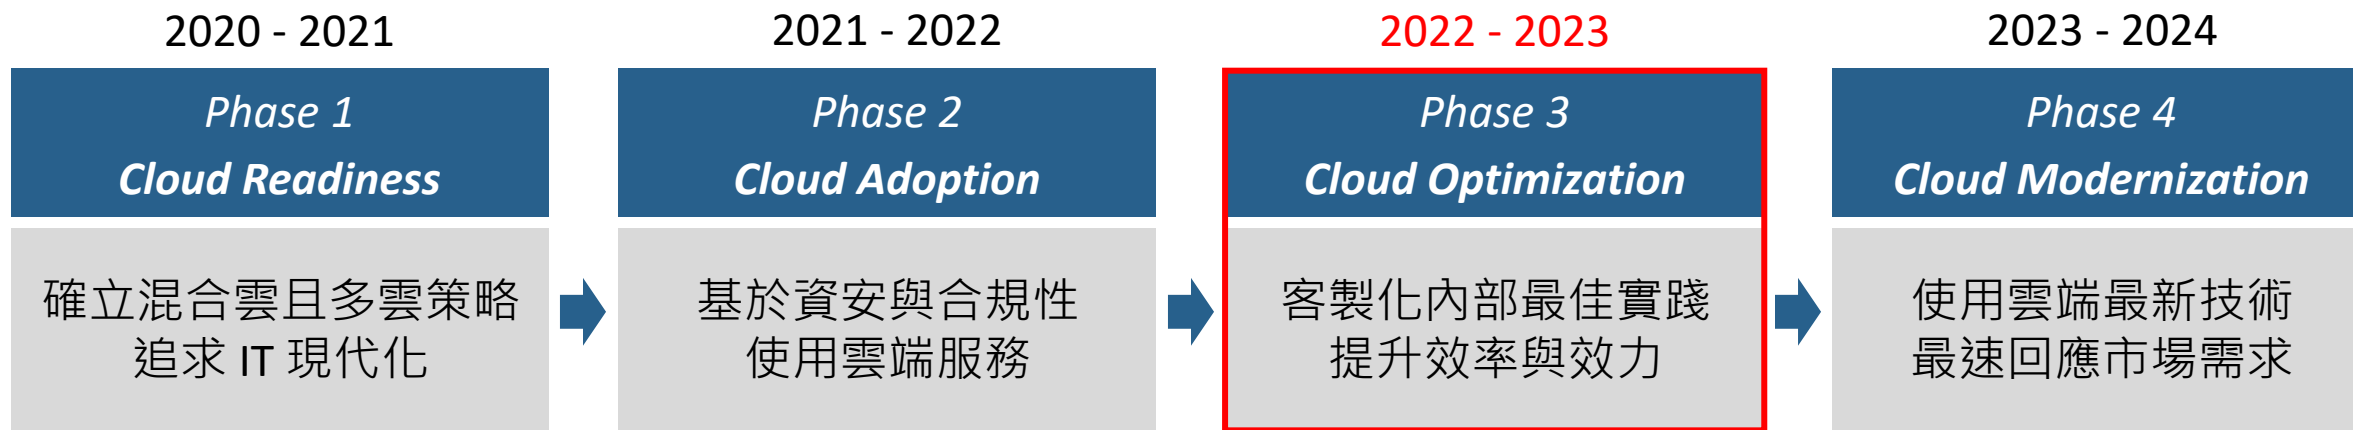 2020 - 2021
Phase 1
Cloud Readiness
確立混合雲且多雲策略
追求 IT 現代化
2021 - 2022
Phase 2
Cloud Adoption
基於資安與合規性
使用雲端服務
2022 - 2023
Phase 3
Cloud Optimization
客製化內部最佳實踐
提升效率與效力
2023 - 2024
Phase 4
Cloud Modernization
使用雲端最新技術
最速回應市場需求